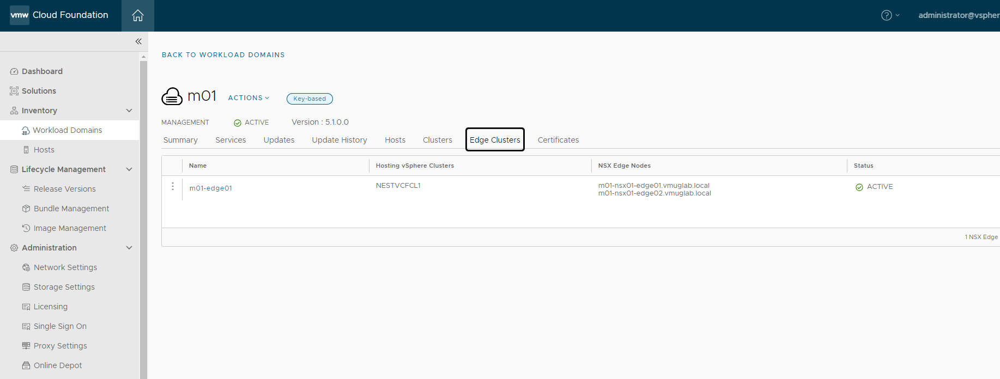 vmw Cloud Foundation
administrator@vspher
Dashboard
Solutions
Inventory
Workload Domains
Hosts
Lifecycle Management
Release Versions
Bundle Management
Image Management
Administration
Network Settings
Storage Settings
Licensing
Single Sign On
Proxy Settings
Online Depot
BACK TO WORKLOAD DOMAINS
m01 ACTIONS Key-based
MANAGEMENT ACTIVE Version : 5.1.0.0
Summary Services Updates Update History Hosts Clusters Edge Clusters Certificates
Name Hosting vSphere Clusters NSX Edge Nodes Status
m01-edge01 NESTVCFCL1 m01-nsx01-edge01.vmuglab.local ACTIVE
m01-nsx01-edge02.vmuglab.local
1 NSX Edge